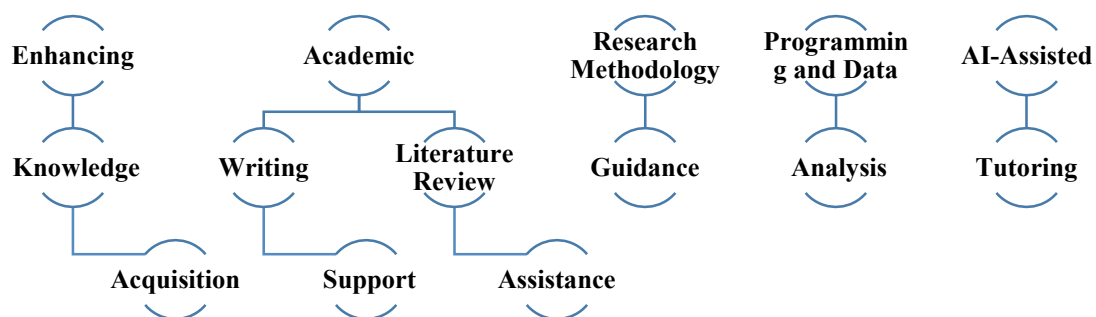 Enhancing
Academic
Research
Methodology
Programmin
g and Data
AI-Assisted
Knowledge
Writing
Literature
Review
Guidance
Analysis
Tutoring
Acquisition
Support
Assistance